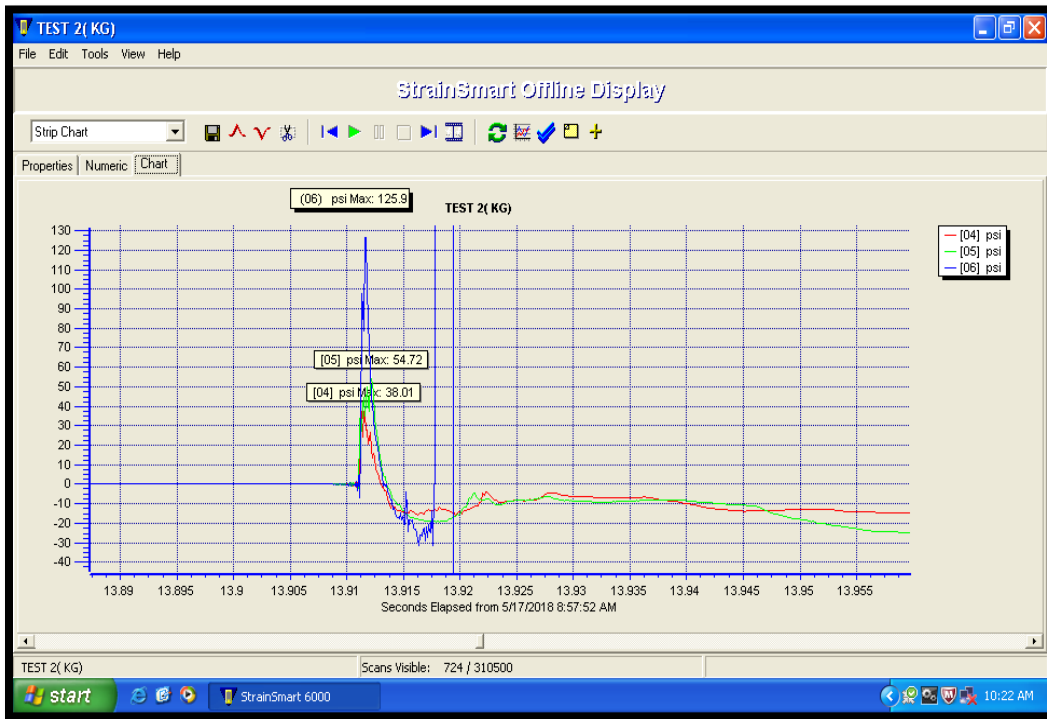 TEST 2( KG)
File Edit Tools View Help
StrainSmart Offline Display
Strip Chart
Properties Numeric Chart
(06) psi Max: 125.9
TEST 2( KG)
[04] psi
[05] psi
[06] psi
130
120
110
100
90
80
70
60
50
40
30
20
10
0
-10
-20
-30
-40
[05] psi Max: 54.72
[04] psi Max: 38.01
13.89 13.895 13.9 13.905 13.91 13.915 13.92 13.925 13.93 13.935 13.94 13.945 13.95 13.955
Seconds Elapsed from 5/17/2018 8:57:52 AM
TEST 2( KG) Scans Visible: 724 / 310500
start StrainSmart 6000 10:22 AM